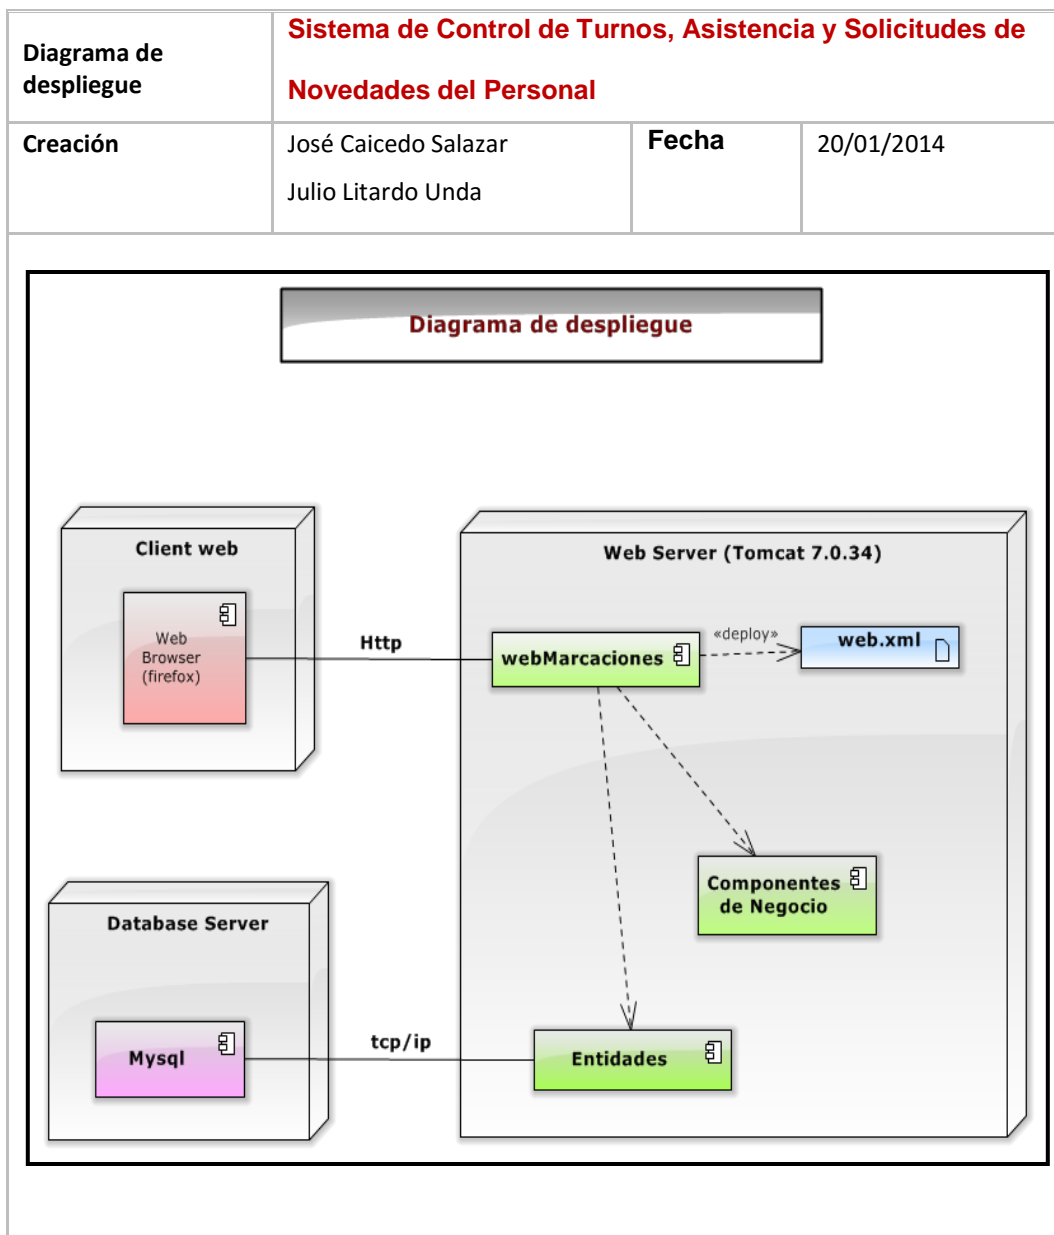 Diagrama de
despliegue
Sistema de Control de Turnos, Asistencia y Solicitudes de
Novedades del Personal
Creación
José Caicedo Salazar
Julio Litardo Unda
Fecha
20/01/2014
Diagrama de despliegue
Client web
Web
Browser
(firefox)
Http
Web Server (Tomcat 7.0.34)
webMarcaciones
«deploy»
web.xml
Componentes
de Negocio
Database Server
Mysql
tcp/ip
Entidades